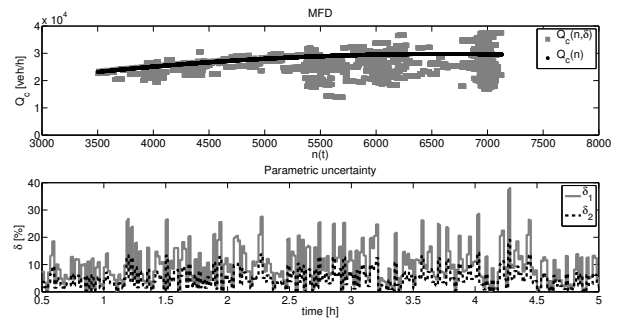 MFD
x 10⁴
4
3
2
1
0
Q_c [veh/h]
3000 3500 4000 4500 5000 5500 6000 6500 7000 7500 8000
n(t)
Q_c(n,δ)
Q_c(n)
Parametric uncertainty
40
30
20
10
0
δ [%]
0.5 1 1.5 2 2.5 3 3.5 4 4.5 5
time [h]
δ_1
δ_2